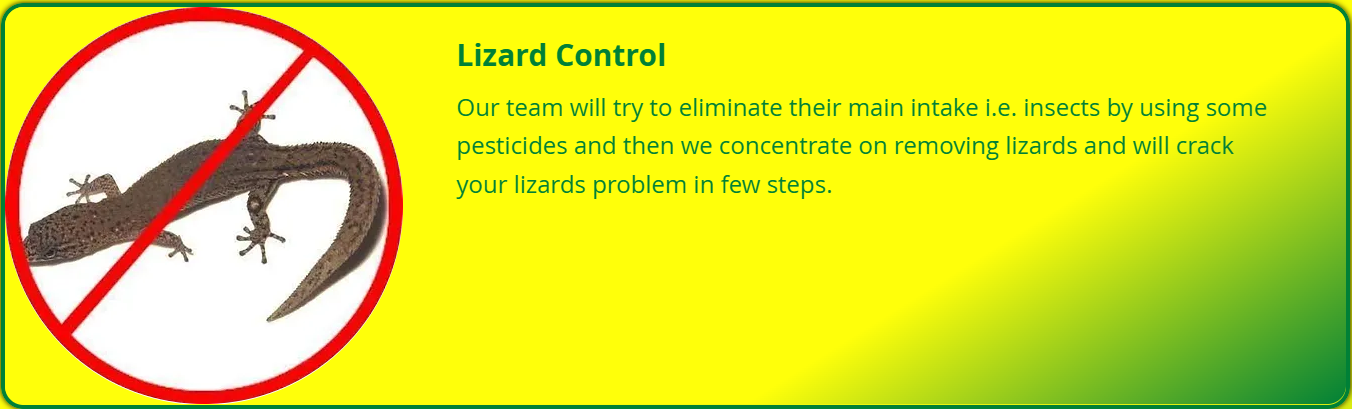 Lizard Control
Our team will try to eliminate their main intake i.e. insects by using some
pesticides and then we concentrate on removing lizards and will crack
your lizards problem in few steps.